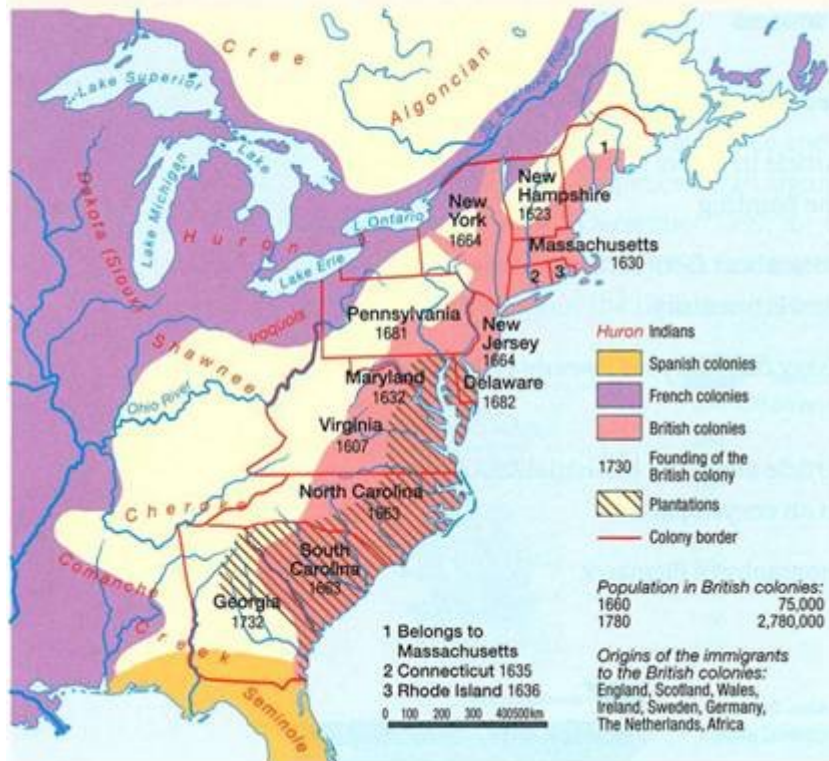 Cree
Algoncian
Lake Superior
St. Lawrence River
Lake
Lake Michigan
Dakota (Sioux)
Huron
L. Ontario
Lake Erie
Iroquois
Shawnee
Ohio River
New
Hampshire
1623
1
New
York
1664
Massachusetts
1630
2
3
Pennsylvania
1681
New
Jersey
1664
Maryland
1632
Delaware
1682
Virginia
1607
North Carolina
1663
Cherokee
South
Carolina
1663
Georgia
1732
Comanche
Creek
Seminole
Huron Indians
Spanish colonies
French colonies
British colonies
1730 Founding of the
British colony
Plantations
Colony border
Population in British colonies:
1660 75,000
1780 2,780,000
Origins of the immigrants
to the British colonies:
England, Scotland, Wales,
Ireland, Sweden, Germany,
The Netherlands, Africa
1 Belongs to
Massachusetts
2 Connecticut 1635
3 Rhode Island 1636
0 100 200 300 400500km